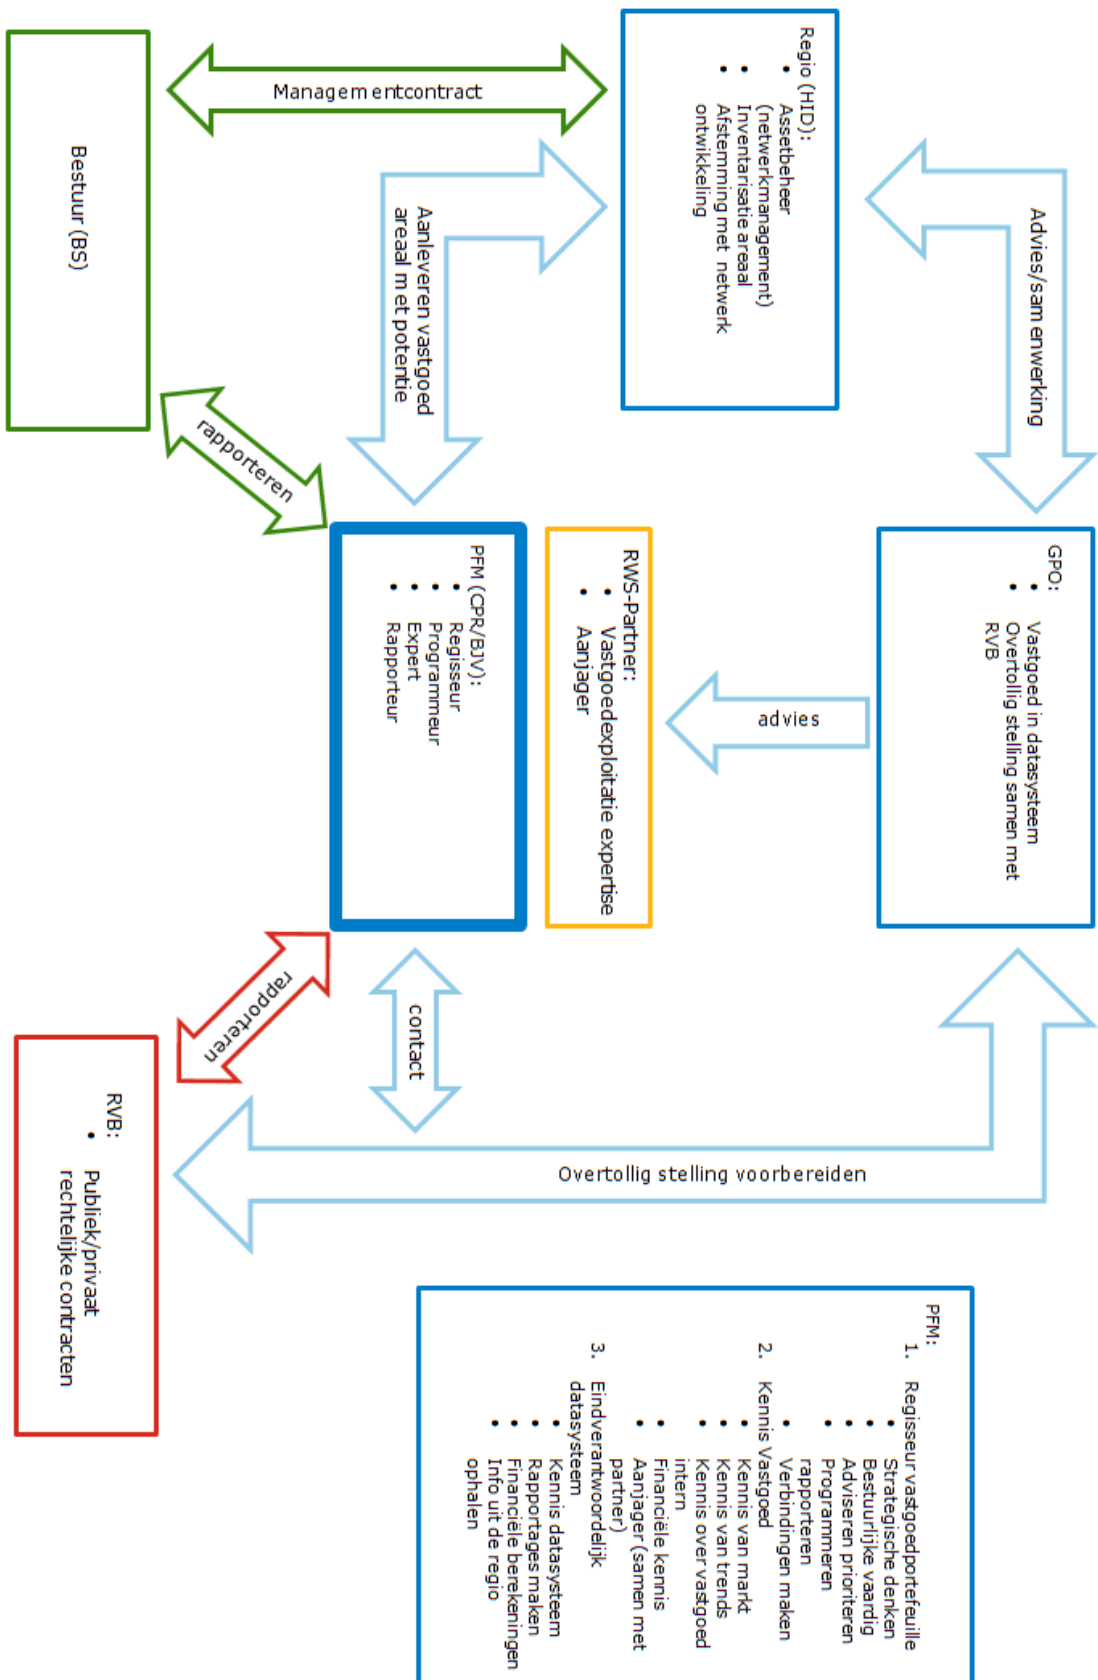 Regio (HID):
• Assetbeheer
(netwerkmanagement)
• Inventarisatie areaal
• Afstemming met netwerk
ontwikkeling
Advies/samenwerking
GPO:
• Vastgoed in datasysteem
• Overtollig stelling samen met
RVB
Managementcontract
Aanleveren vastgoed
areaal met potentie
advies
RWS-Partner:
• Vastgoedexploitatie expertise
• Aanjager
PFM (CPR/BJV):
• Regisseur
• Programmeur
• Expert
• Rapporteur
Bestuur (BS)
rapporteren
rapporteren
contact
Overtollig stelling voorbereiden
RVB:
• Publiek/privaat
rechtelijke contracten
PFM:
1. Regisseur vastgoedportefeuille
• Strategische denken
• Bestuurlijke vaardig
• Adviseren prioriteren
• Programmeren
rapporteren
• Verbindingen maken
2. Kennis Vastgoed
• Kennis van markt
• Kennis van trends
• Kennis over vastgoed
intern
• Financiële kennis
• Aanjager (samen met
partner)
3. Eindverantwoordelijk
datasysteem
• Kennis datasysteem
• Rapportages maken
• Financiële berekeningen
• Info uit de regio
ophalen